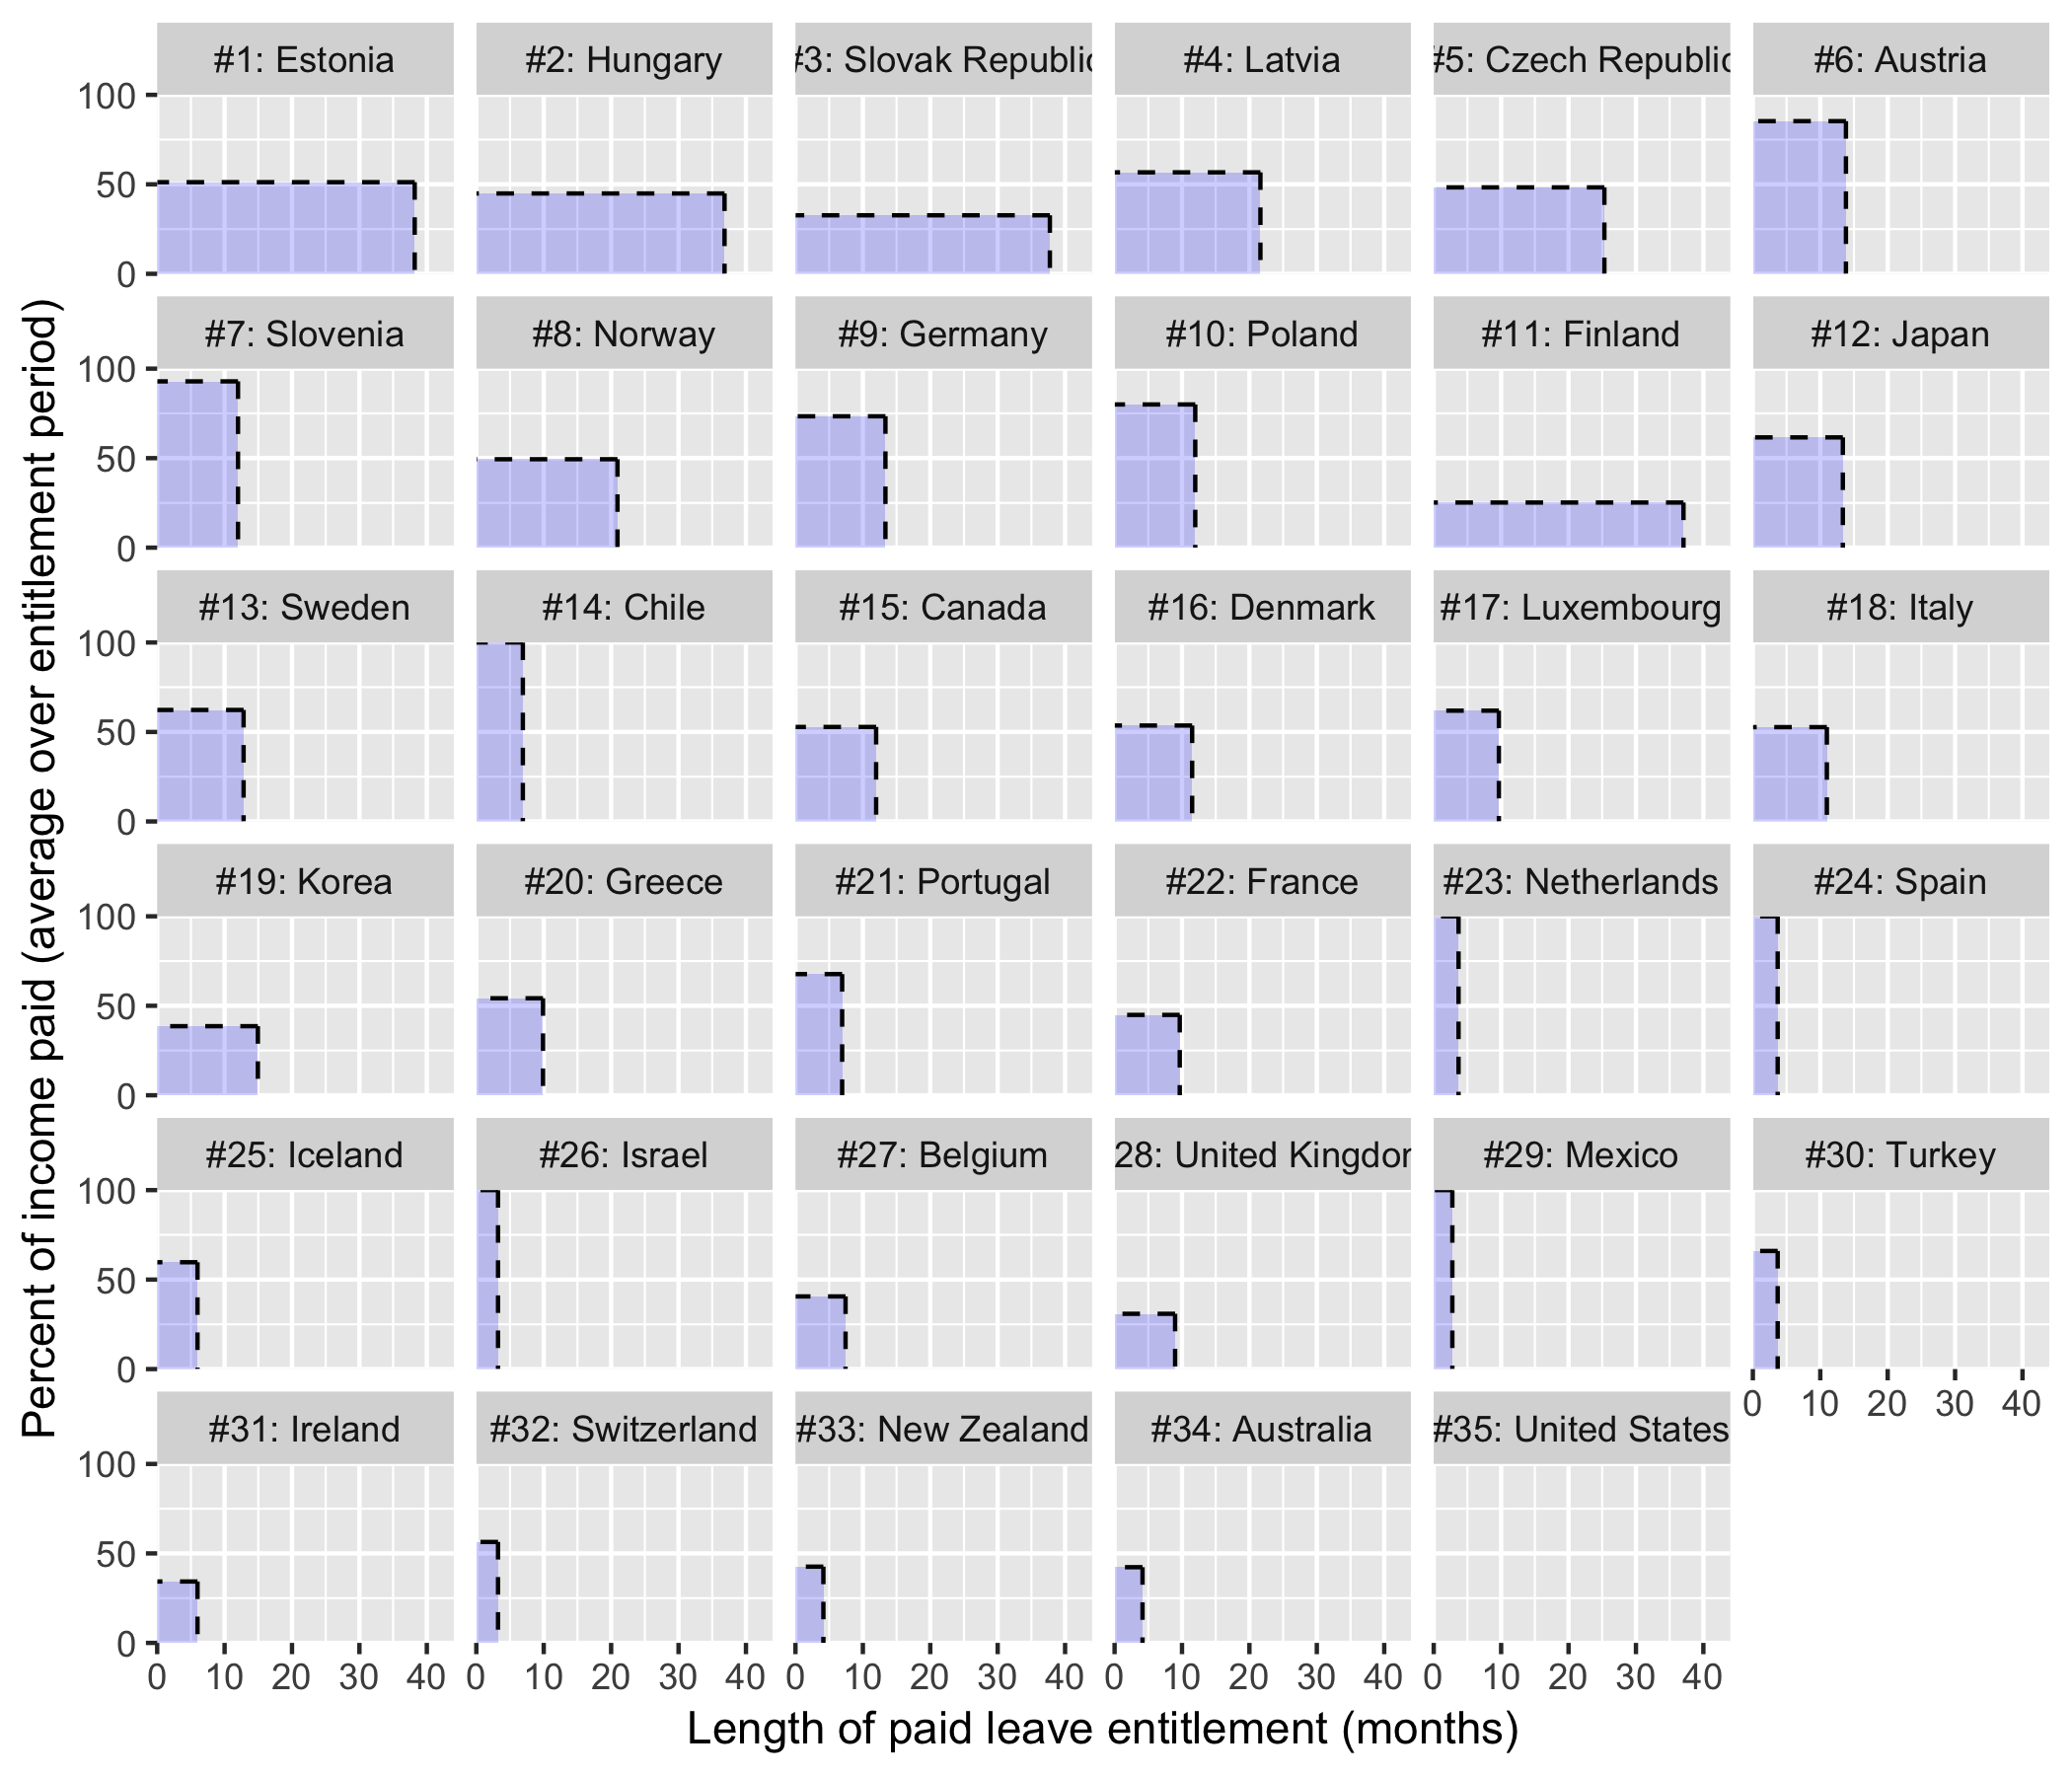 #1: Estonia
#2: Hungary
#3: Slovak Republic
#4: Latvia
#5: Czech Republic
#6: Austria
100
50
0
#7: Slovenia
#8: Norway
#9: Germany
#10: Poland
#11: Finland
#12: Japan
100
50
0
#13: Sweden
#14: Chile
#15: Canada
#16: Denmark
#17: Luxembourg
#18: Italy
100
50
0
#19: Korea
#20: Greece
#21: Portugal
#22: France
#23: Netherlands
#24: Spain
100
50
0
#25: Iceland
#26: Israel
#27: Belgium
28: United Kingdom
#29: Mexico
#30: Turkey
100
50
0
0 10 20 30 40
#31: Ireland
#32: Switzerland
#33: New Zealand
#34: Australia
#35: United States
100
50
0
0 10 20 30 40
0 10 20 30 40
0 10 20 30 40
0 10 20 30 40
0 10 20 30 40
Length of paid leave entitlement (months)
Percent of income paid (average over entitlement period)